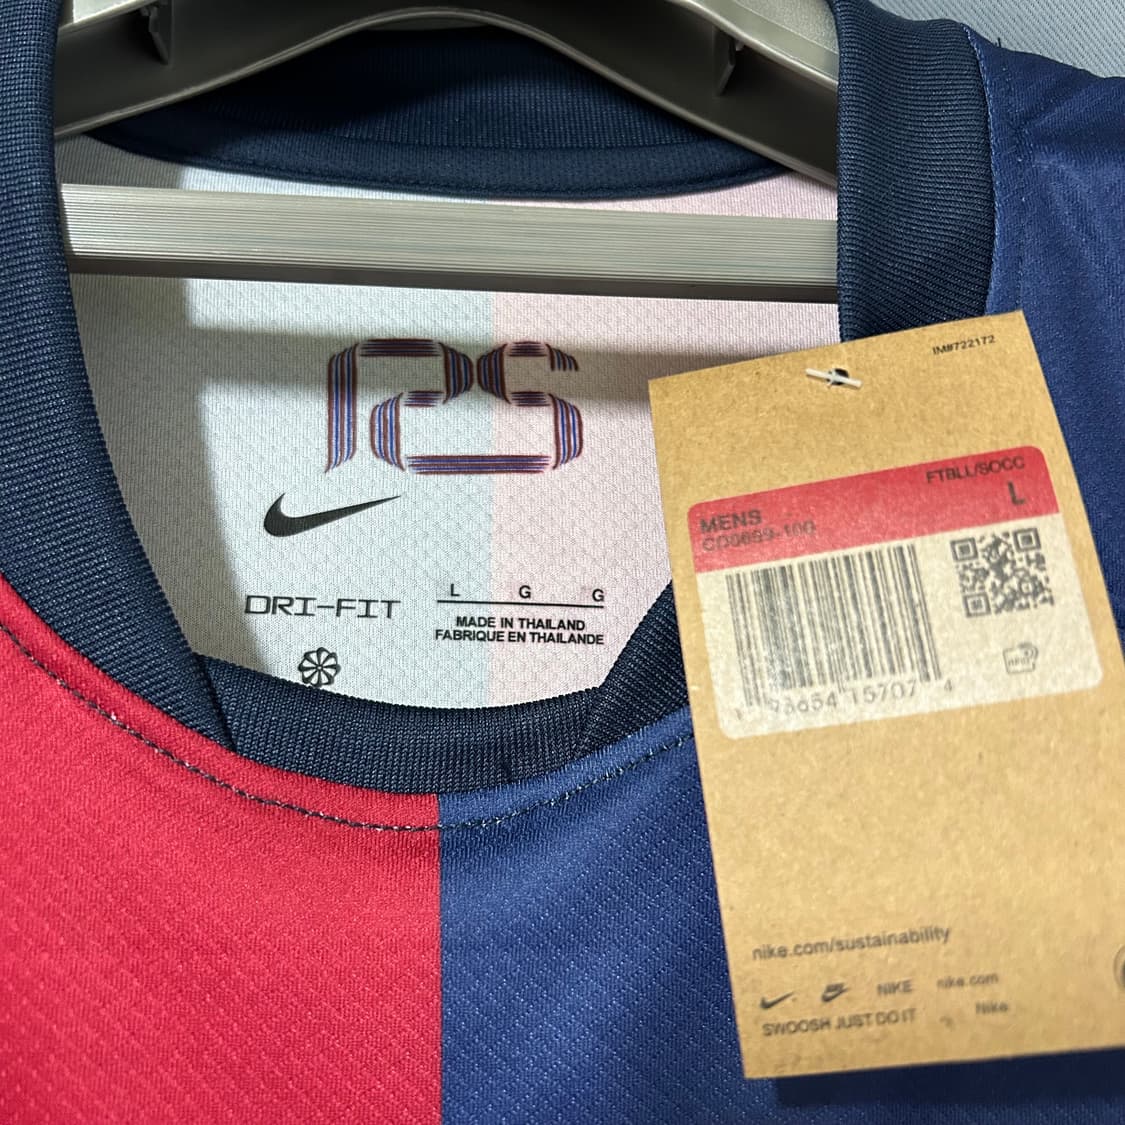 25
DRI-FIT
L G G
MADE IN THAILAND
FABRIQUE EN THAILANDE
IM#722172
FTBLL/SOCC
L
MENS
nike.com/sustainability
NIKE nike.com
SWOOSH JUST DO IT Nike